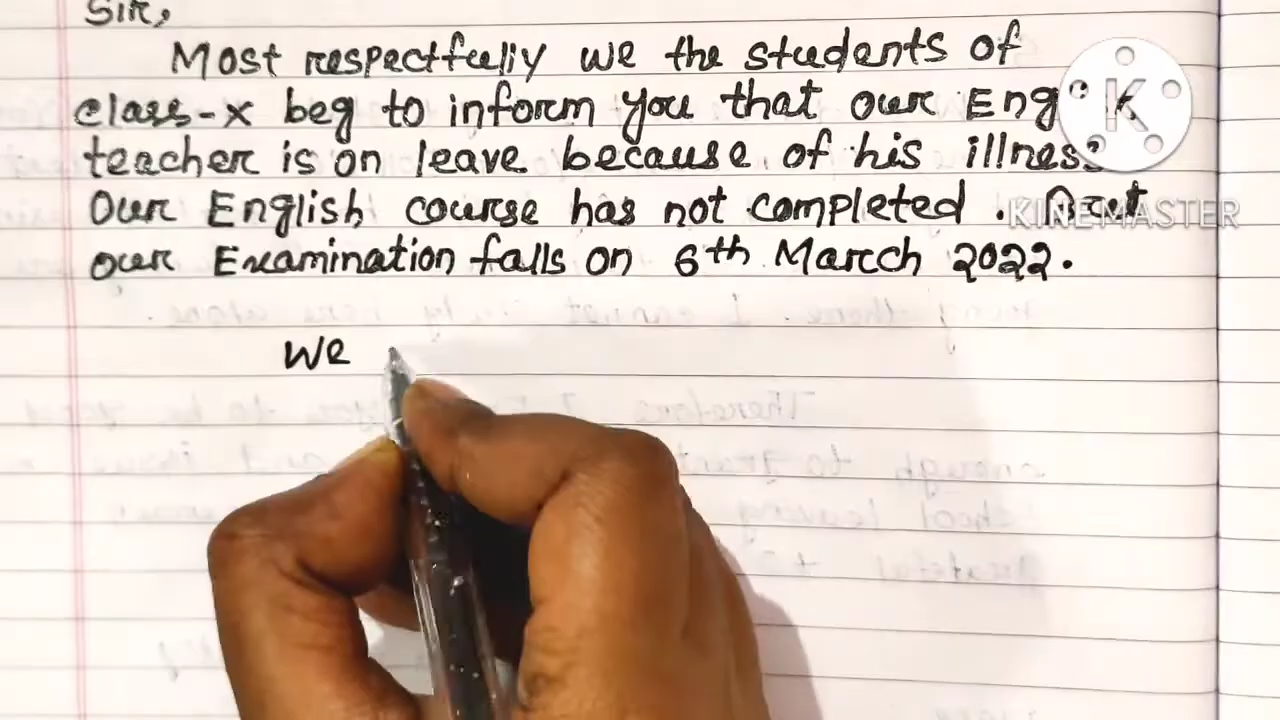 Sir,
Most respectfully we the students of
class-x beg to inform you that our
teacher is on leave because of his illness
Our English course has not completed. But
our Examination falls on 6th March 2022.
We
K
KINEMASTER